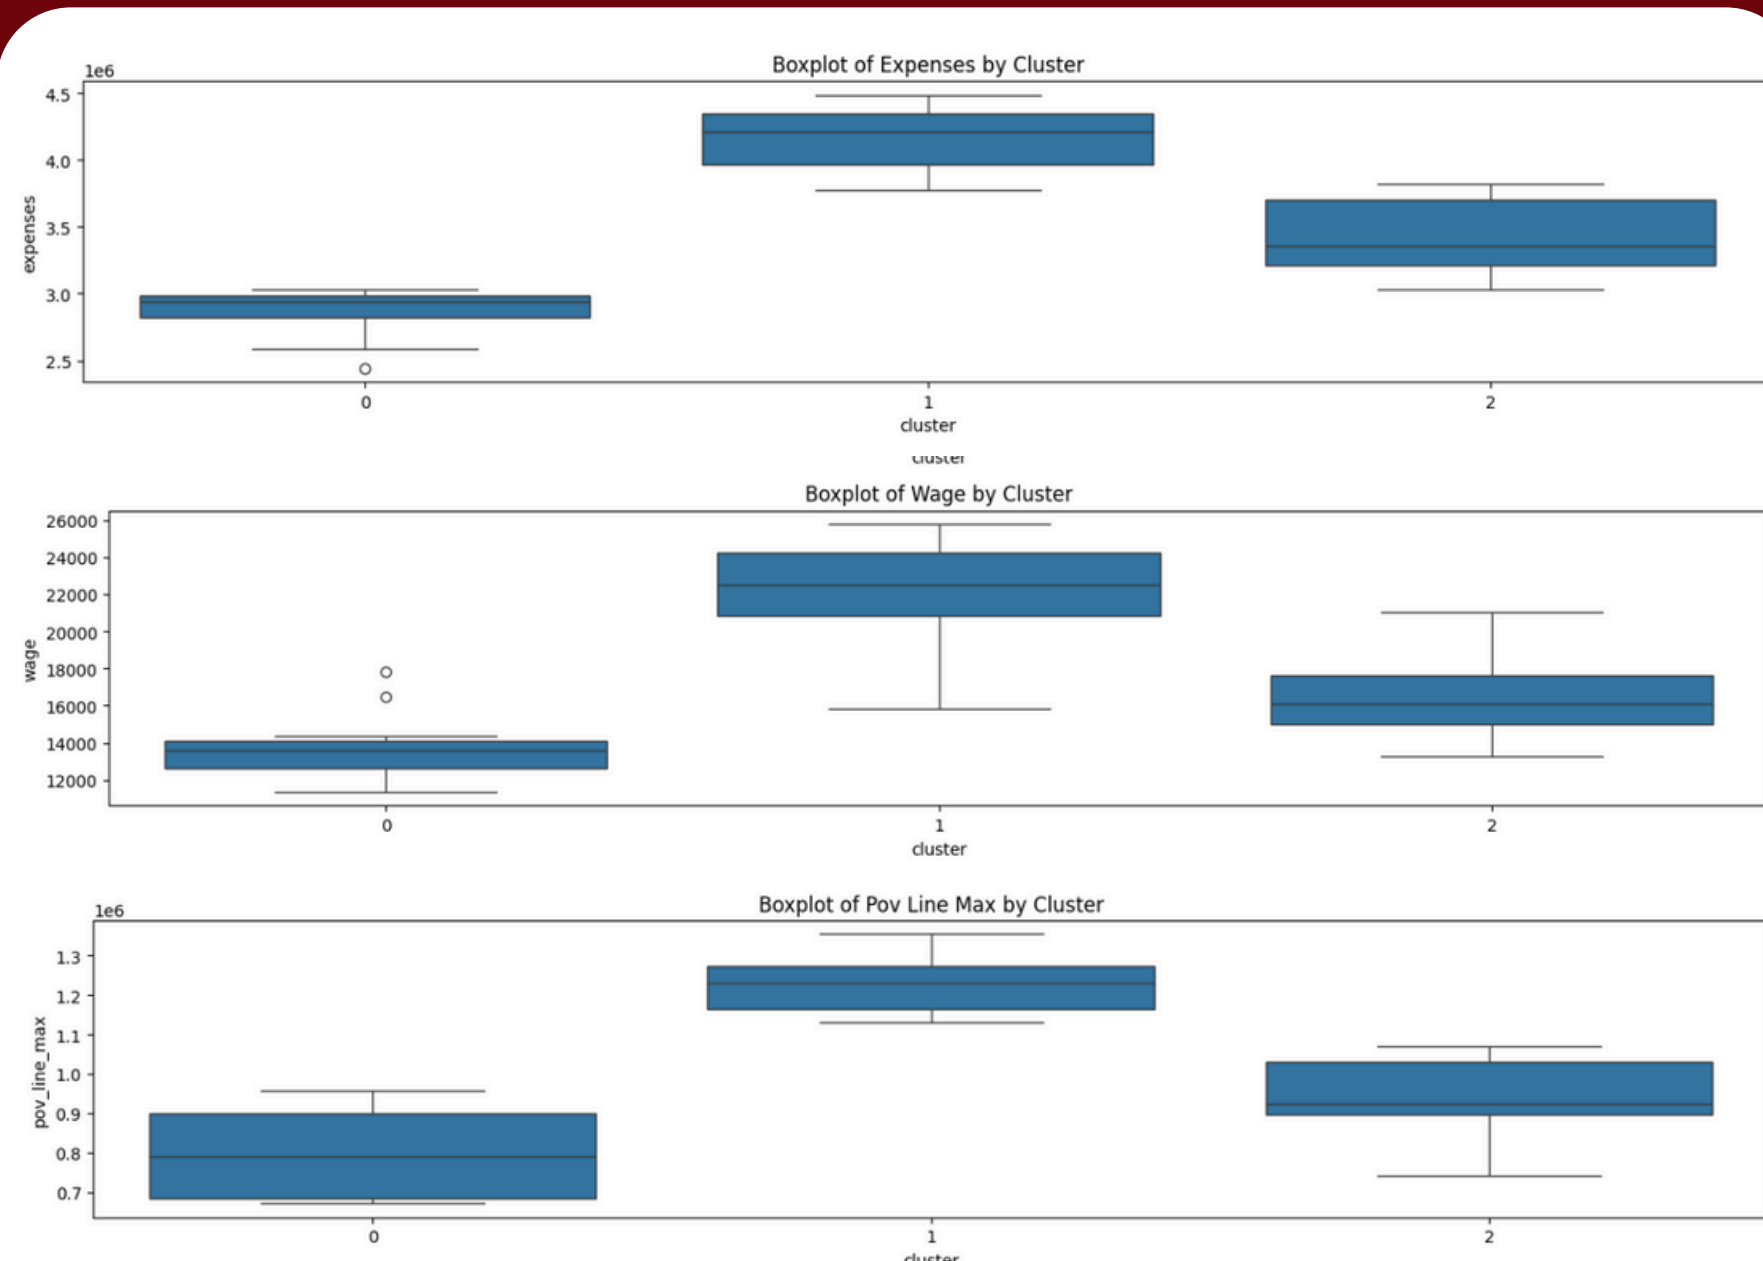 Boxplot of Expenses by Cluster
1e6
4.5
4.0
3.5
3.0
2.5
expenses
0 1 2
cluster
cluster
Boxplot of Wage by Cluster
26000
24000
22000
20000
18000
16000
14000
12000
wage
0 1 2
cluster
Boxplot of Pov Line Max by Cluster
1e6
1.3
1.2
1.1
1.0
0.9
0.8
0.7
pov_line_max
0 1 2
cluster